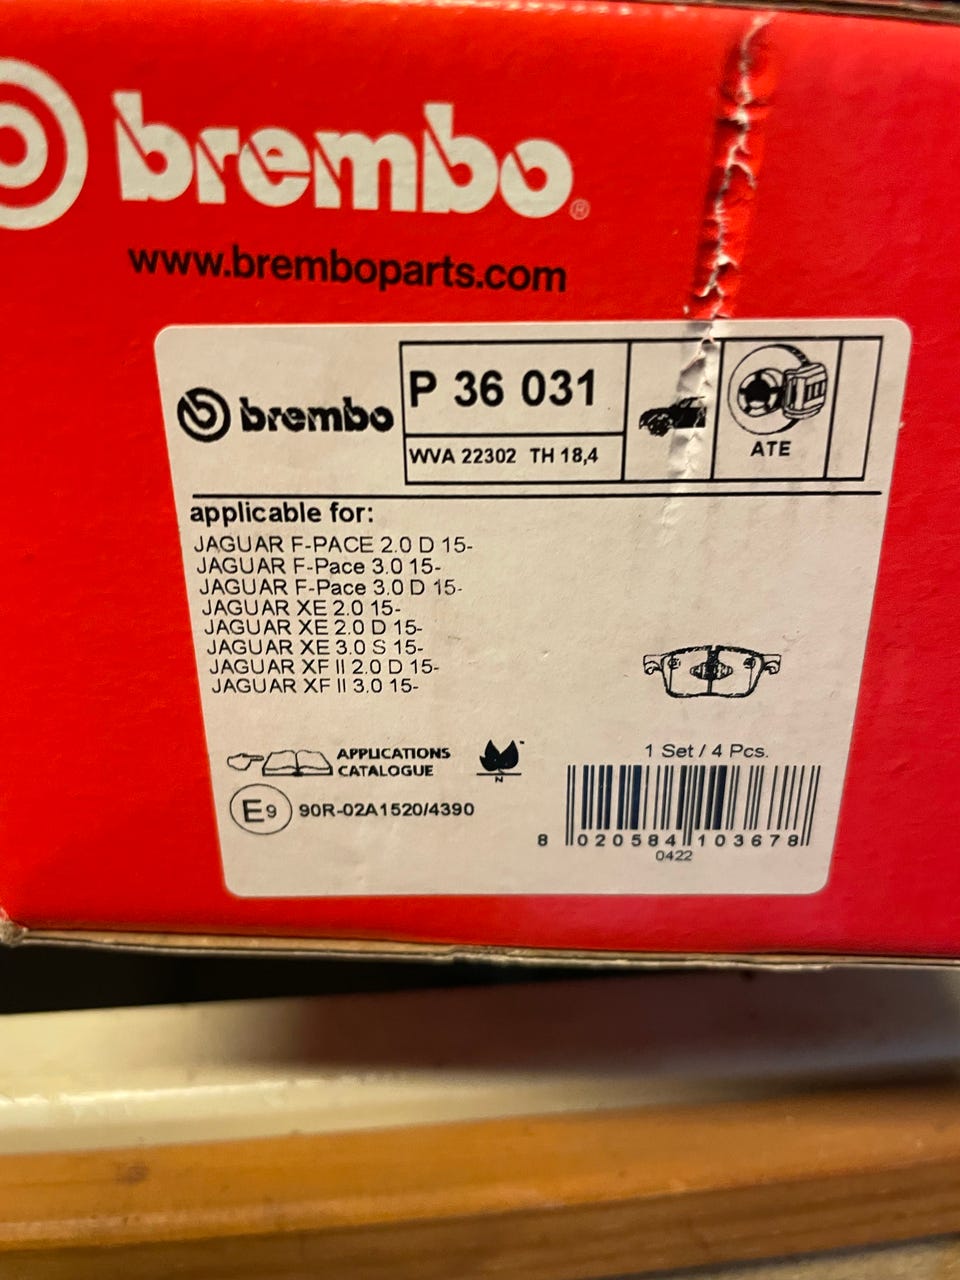 brembo®
www.bremboparts.com
brembo
P 36 031
WVA 22302 TH 18,4
ATE
applicable for:
JAGUAR F-PACE 2.0 D 15-
JAGUAR F-Pace 3.0 15-
JAGUAR F-Pace 3.0 D 15-
JAGUAR XE 2.0 15-
JAGUAR XE 2.0 D 15-
JAGUAR XE 3.0 S 15-
JAGUAR XF II 2.0 D 15-
JAGUAR XF II 3.0 15-
APPLICATIONS
CATALOGUE
™
N
1 Set / 4 Pcs.
E9 90R-02A1520/4390
8 020584 103678
0422